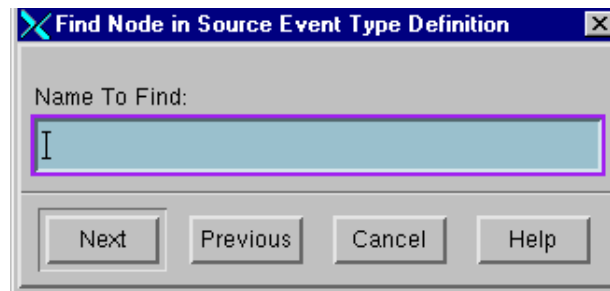 Find Node in Source Event Type Definition
Name To Find:
Next Previous Cancel Help